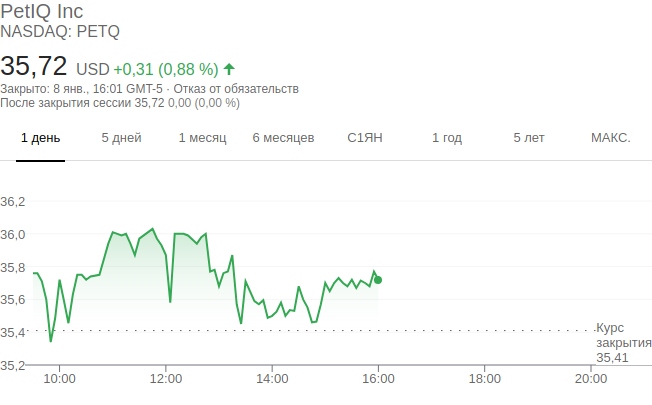 PetIQ Inc
NASDAQ: PETQ
35,72 USD +0,31 (0,88 %)
Закрыто: 8 янв., 16:01 GMT-5 · Отказ от обязательств
После закрытия сессии 35,72 0,00 (0,00 %)
1 день 5 дней 1 месяц 6 месяцев С1ЯН 1 год 5 лет МАКС.
36,2
36,0
35,8
35,6
35,4
35,2
Курс
закрытия
35,41
10:00 12:00 14:00 16:00 18:00 20:00